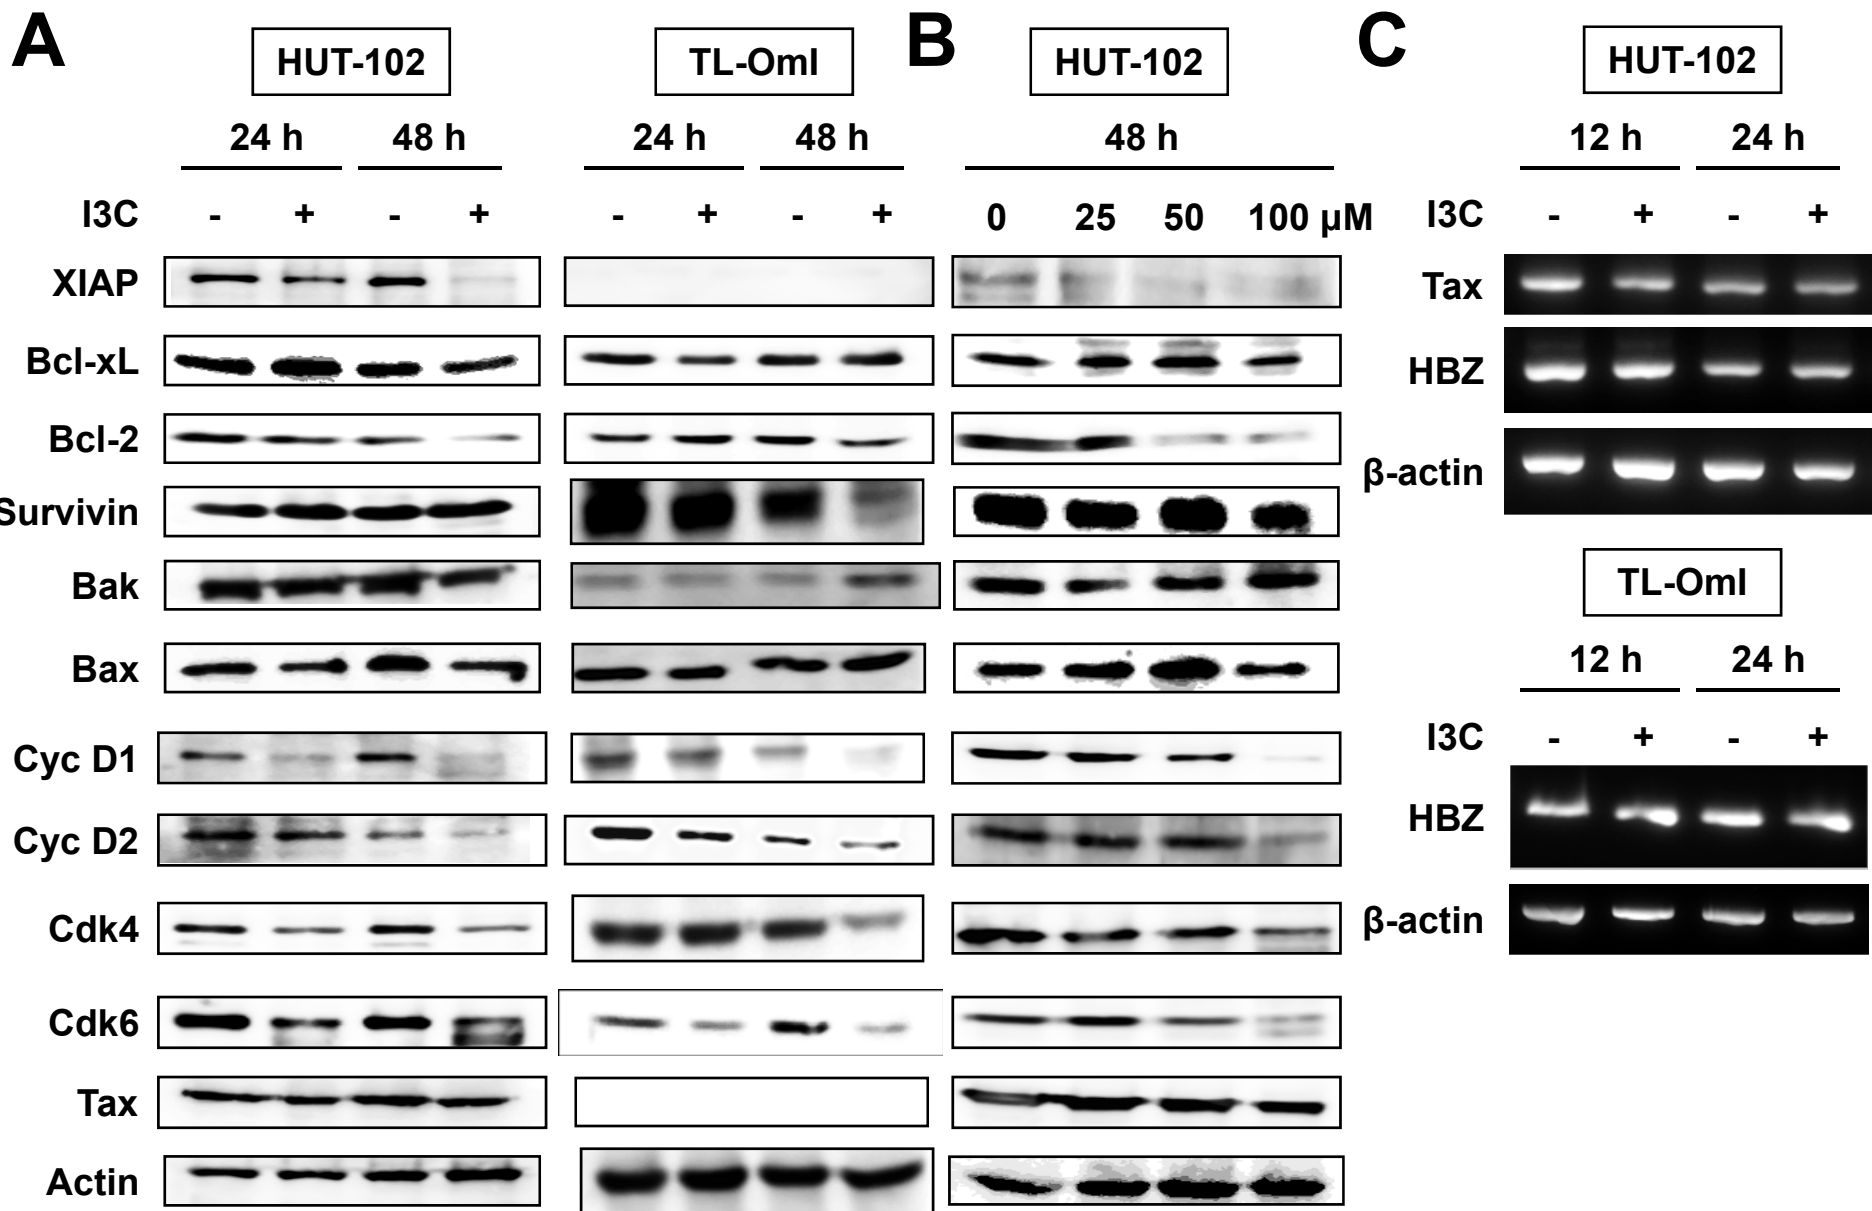 A
HUT-102
TL-OmI
B
HUT-102
C
HUT-102
24 h
48 h
24 h
48 h
48 h
12 h
24 h
I3C - + - +
- + - +
0 25 50 100 µM
I3C - + - +
XIAP
Bcl-xL
Bcl-2
Survivin
Bak
Bax
Cyc D1
Cyc D2
Cdk4
Cdk6
Tax
Actin
Tax
HBZ
β-actin
TL-OmI
12 h
24 h
I3C - + - +
HBZ
β-actin